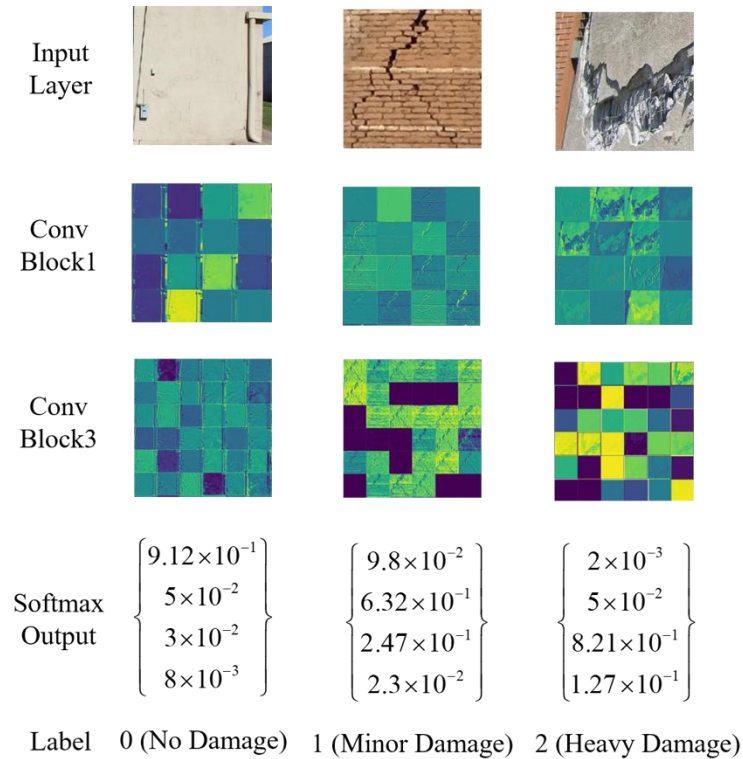 Input
Layer
Conv
Block1
Conv
Block3
Softmax
Output
9.12×10⁻¹
5×10⁻²
3×10⁻²
8×10⁻³
9.8×10⁻²
6.32×10⁻¹
2.47×10⁻¹
2.3×10⁻²
2×10⁻³
5×10⁻²
8.21×10⁻¹
1.27×10⁻¹
Label 0 (No Damage) 1 (Minor Damage) 2 (Heavy Damage)